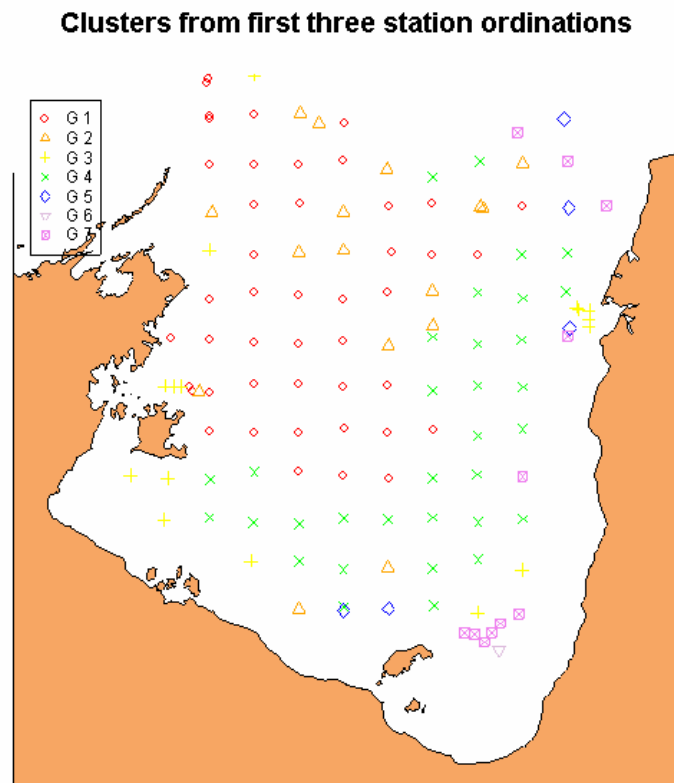 Clusters from first three station ordinations
G 1
G 2
G 3
G 4
G 5
G 6
G 7